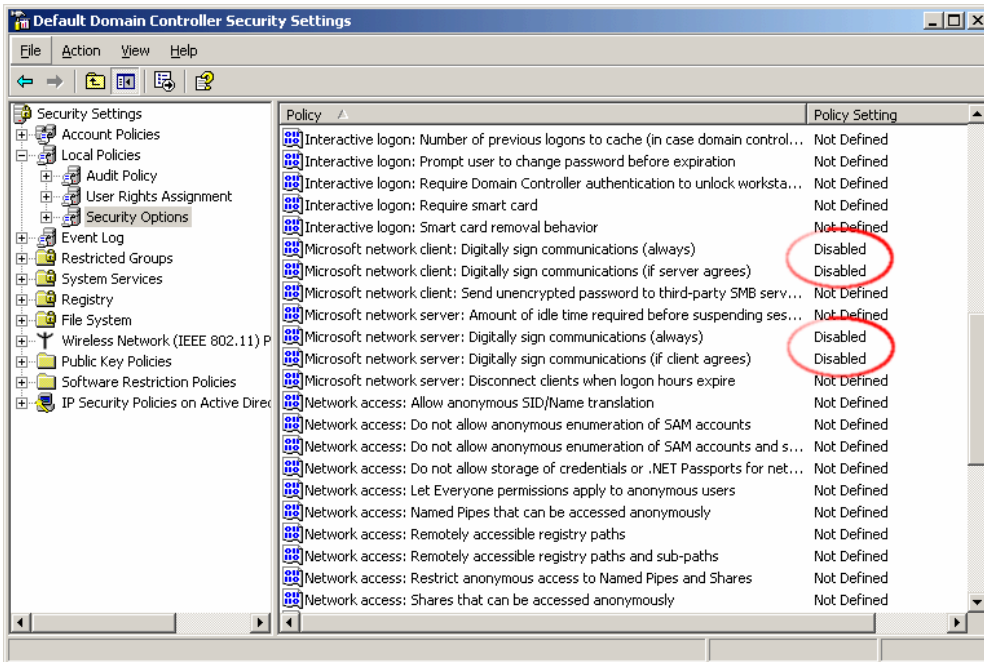 Default Domain Controller Security Settings
File Action View Help
Security Settings
Account Policies
Local Policies
Audit Policy
User Rights Assignment
Security Options
Event Log
Restricted Groups
System Services
Registry
File System
Wireless Network (IEEE 802.11) P
Public Key Policies
Software Restriction Policies
IP Security Policies on Active Direc
Policy Policy Setting
Interactive logon: Number of previous logons to cache (in case domain control... Not Defined
Interactive logon: Prompt user to change password before expiration Not Defined
Interactive logon: Require Domain Controller authentication to unlock worksta... Not Defined
Interactive logon: Require smart card Not Defined
Interactive logon: Smart card removal behavior Not Defined
Microsoft network client: Digitally sign communications (always) Disabled
Microsoft network client: Digitally sign communications (if server agrees) Disabled
Microsoft network client: Send unencrypted password to third-party SMB serv... Not Defined
Microsoft network server: Amount of idle time required before suspending ses... Not Defined
Microsoft network server: Digitally sign communications (always) Disabled
Microsoft network server: Digitally sign communications (if client agrees) Disabled
Microsoft network server: Disconnect clients when logon hours expire Not Defined
Network access: Allow anonymous SID/Name translation Not Defined
Network access: Do not allow anonymous enumeration of SAM accounts Not Defined
Network access: Do not allow anonymous enumeration of SAM accounts and s... Not Defined
Network access: Do not allow storage of credentials or .NET Passports for net... Not Defined
Network access: Let Everyone permissions apply to anonymous users Not Defined
Network access: Named Pipes that can be accessed anonymously Not Defined
Network access: Remotely accessible registry paths Not Defined
Network access: Remotely accessible registry paths and sub-paths Not Defined
Network access: Restrict anonymous access to Named Pipes and Shares Not Defined
Network access: Shares that can be accessed anonymously Not Defined